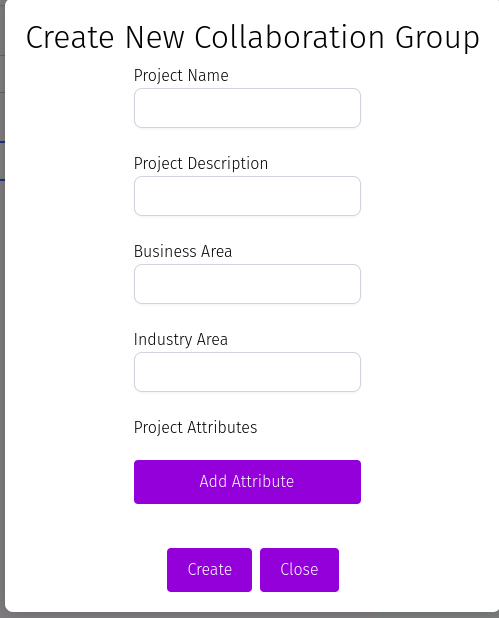 Create New Collaboration Group
Project Name
Project Description
Business Area
Industry Area
Project Attributes
Add Attribute
Create Close